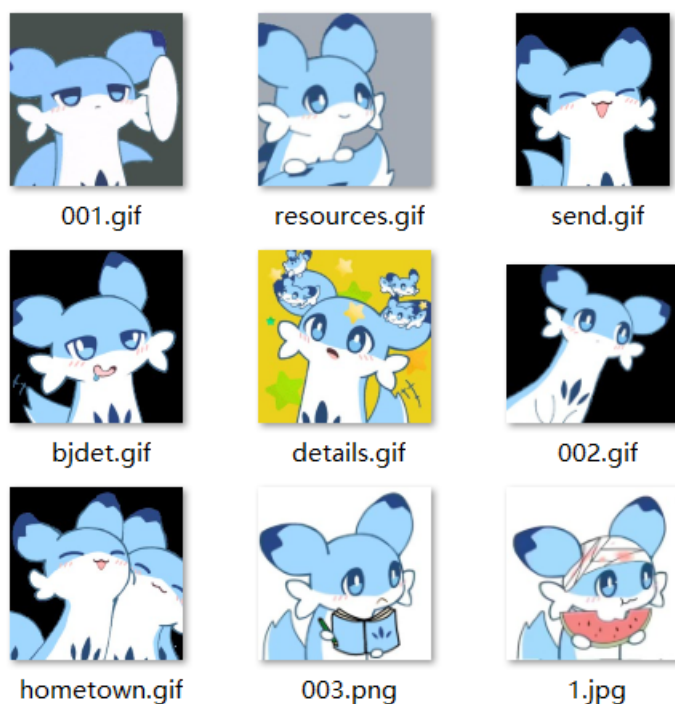 001.gif
resources.gif
send.gif
bjdet.gif
details.gif
002.gif
hometown.gif
003.png
1.jpg